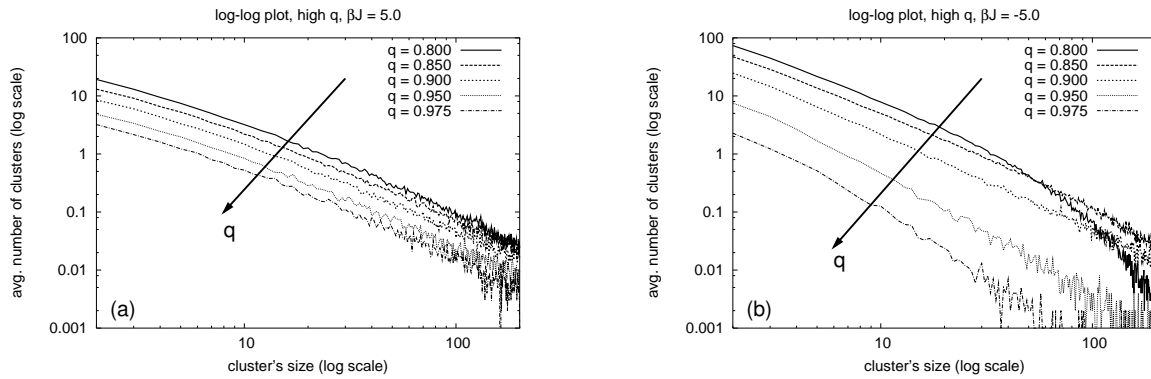 log-log plot, high q, βJ = 5.0
avg. number of clusters (log scale)
100
10
1
0.1
0.01
0.001
q = 0.800
q = 0.850
q = 0.900
q = 0.950
q = 0.975
q
(a)
10
100
cluster's size (log scale)
log-log plot, high q, βJ = -5.0
avg. number of clusters (log scale)
100
10
1
0.1
0.01
0.001
q = 0.800
q = 0.850
q = 0.900
q = 0.950
q = 0.975
q
(b)
10
100
cluster's size (log scale)